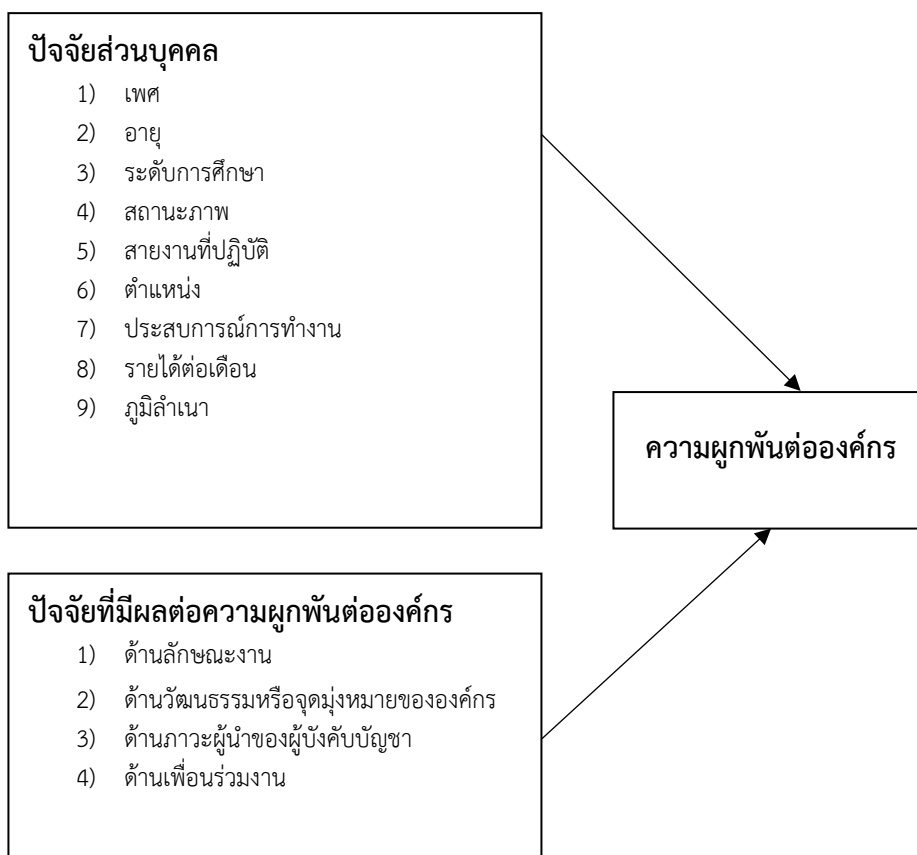 ปัจจัยส่วนบุคคล
1) เพศ
2) อายุ
3) ระดับการศึกษา
4) สถานะภาพ
5) สายงานที่ปฏิบัติ
6) ตำแหน่ง
7) ประสบการณ์การทำงาน
8) รายได้ต่อเดือน
9) ภูมิลำเนา
ความผูกพันต่อองค์กร
ปัจจัยที่มีผลต่อความผูกพันต่อองค์กร
1) ด้านลักษณะงาน
2) ด้านวัฒนธรรมหรือจุดมุ่งหมายขององค์กร
3) ด้านภาวะผู้นำของผู้บังคับบัญชา
4) ด้านเพื่อนร่วมงาน